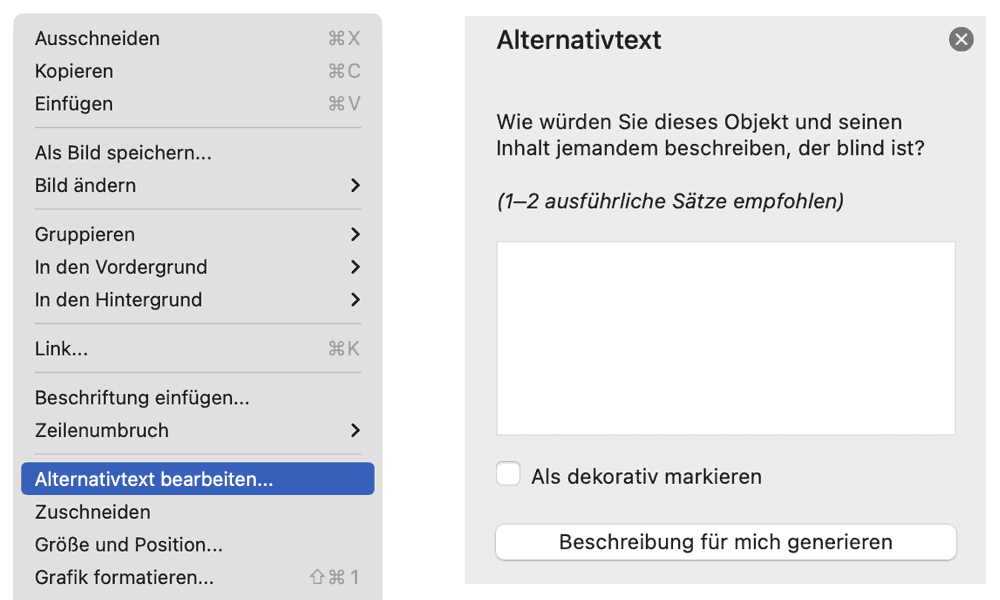 Ausschneiden ⌘X
Kopieren ⌘C
Einfügen ⌘V
Als Bild speichern...
Bild ändern
Gruppieren
In den Vordergrund
In den Hintergrund
Link... ⌘K
Beschriftung einfügen...
Zeilenumbruch
Alternativtext bearbeiten...
Zuschneiden
Größe und Position...
Grafik formatieren... ⇧⌘1
Alternativtext
Wie würden Sie dieses Objekt und seinen
Inhalt jemandem beschreiben, der blind ist?
(1–2 ausführliche Sätze empfohlen)
Als dekorativ markieren
Beschreibung für mich generieren